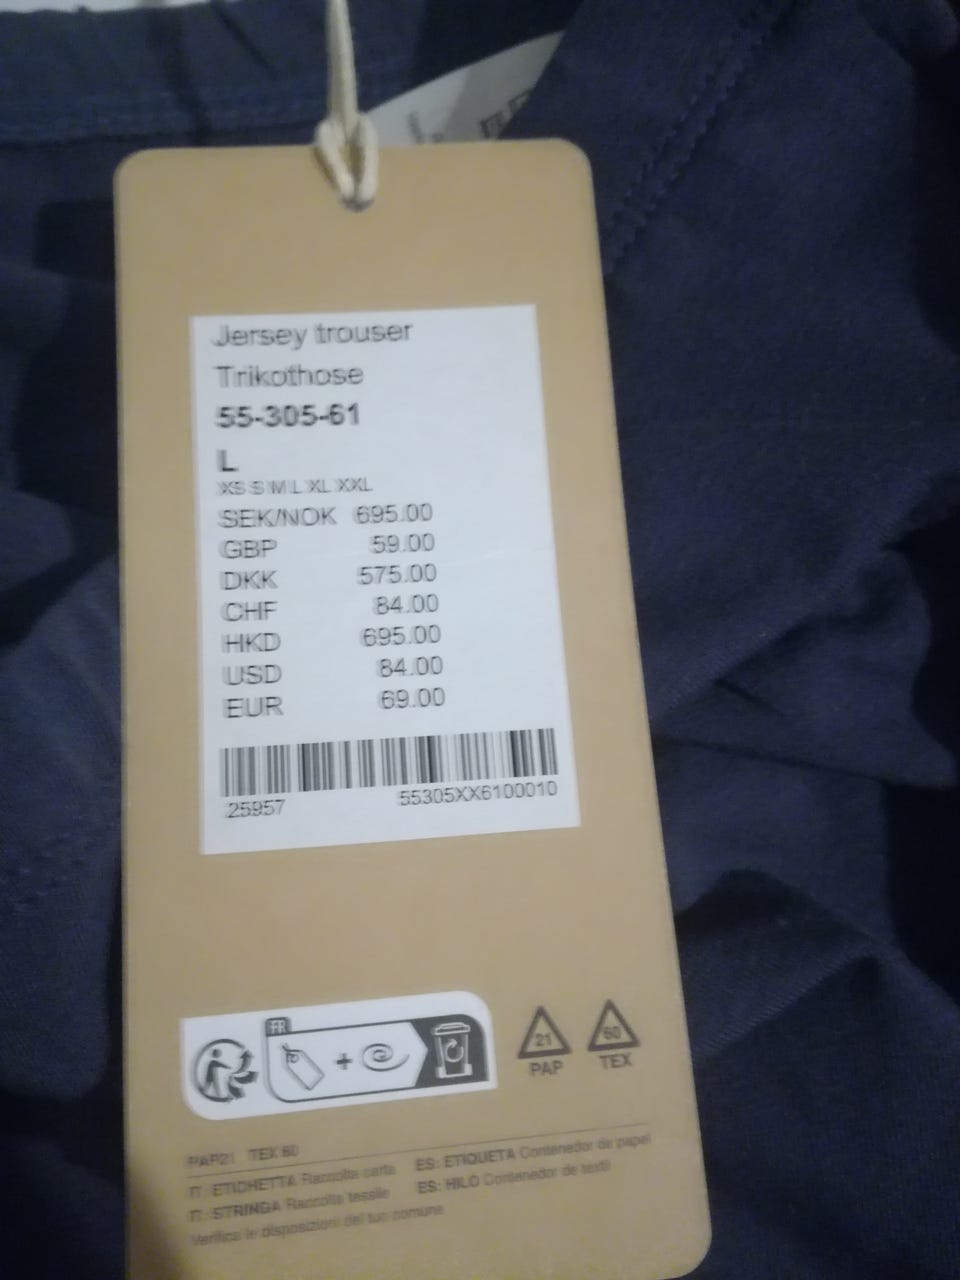 Jersey trouser
Trikothose
55-305-61
L
XS S M L XL XXL
SEK/NOK 695.00
GBP 59.00
DKK 575.00
CHF 84.00
HKD 695.00
USD 84.00
EUR 69.00
25957 55305XX6100010
FR
+
21
PAP
60
TEX
PAP21 TEX 60
IT: ETICHETTA Raccolta carta
IT: STRINGA Raccolta tessile
Verifica le disposizioni del tuo comune
ES: ETIQUETA Contenedor de papel
ES: HILO Contenedor de textil